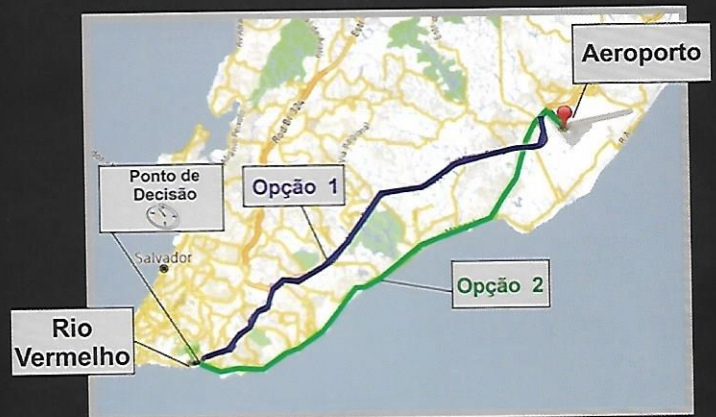 Aeroporto
Ponto de
Decisão
Opção 1
Salvador
Opção 2
Rio
Vermelho